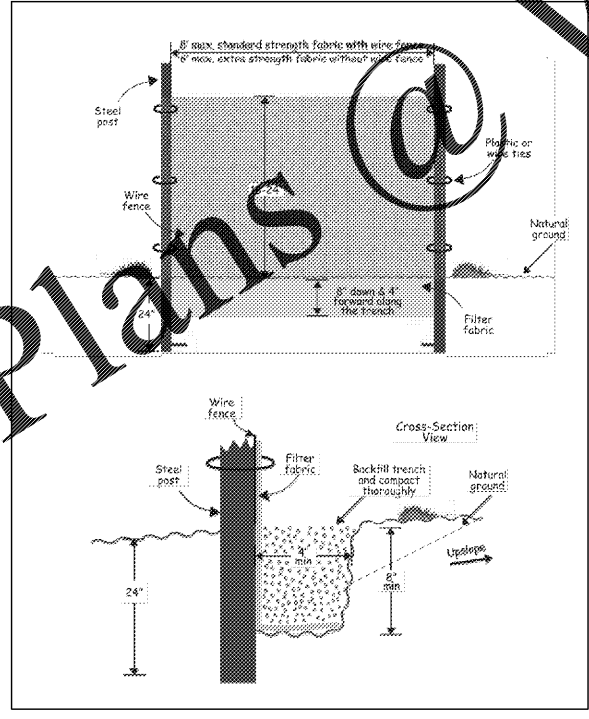 8' max. standard strength fabric with wire fence
6' max. extra strength fabric without wire fence
Steel
post
Plastic or
wire ties
Wire
fence
Natural
ground
24"
8" down & 4"
forward along
the trench
Filter
fabric
Plans @
Wire
fence
Cross-Section
View
Steel
post
Filter
fabric
Backfill trench
and compact
thoroughly
Natural
ground
4"
min
8"
min
24"
Upslope